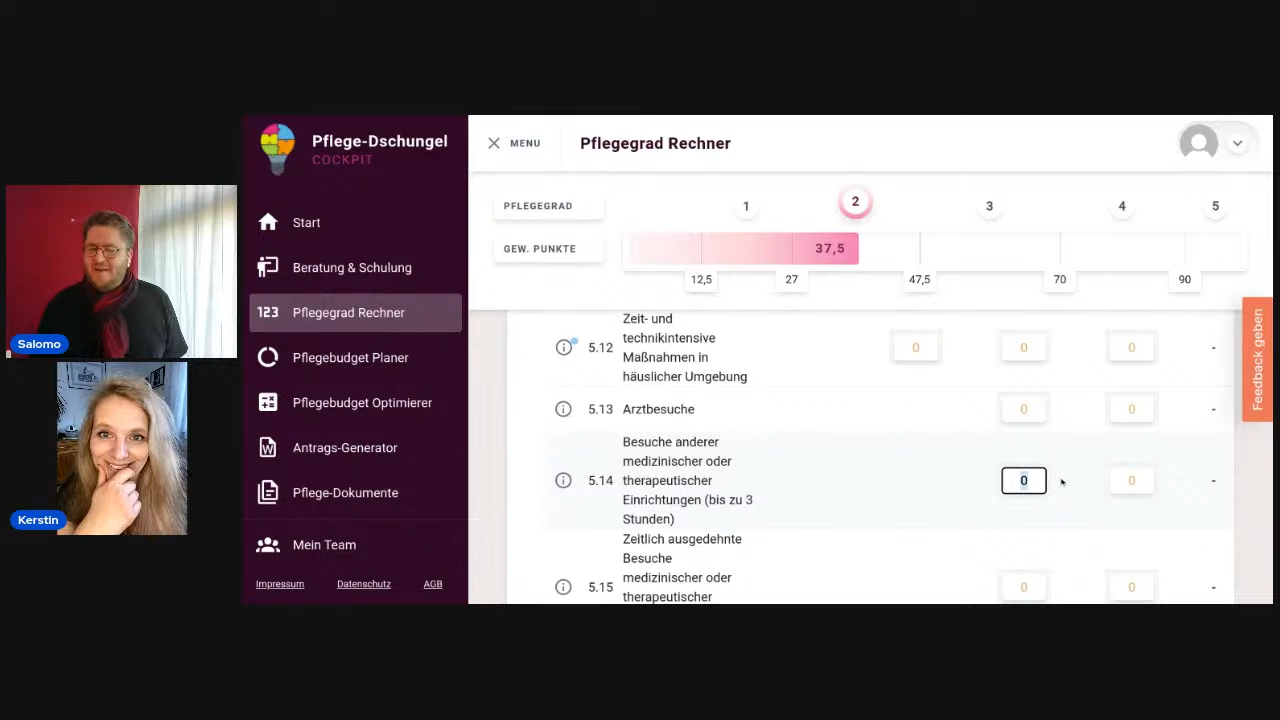 Salomo
Kerstin
Pflege-Dschungel
COCKPIT
Start
Beratung & Schulung
123 Pflegegrad Rechner
Pflegebudget Planer
Pflegebudget Optimierer
Antrags-Generator
Pflege-Dokumente
Mein Team
Impressum Datenschutz AGB
MENU Pflegegrad Rechner
PFLEGEGRAD 1 2 3 4 5
GEW. PUNKTE 37,5
12,5 27 47,5 70 90
Zeit- und
technikintensive
5.12 0 0 0 -
Maßnahmen in
häuslicher Umgebung
5.13 Arztbesuche 0 0 -
Besuche anderer
medizinischer oder
5.14 therapeutischer 0 0 -
Einrichtungen (bis zu 3
Stunden)
Zeitlich ausgedehnte
Besuche
medizinischer oder
5.15 0 0 -
therapeutischer
Feedback geben